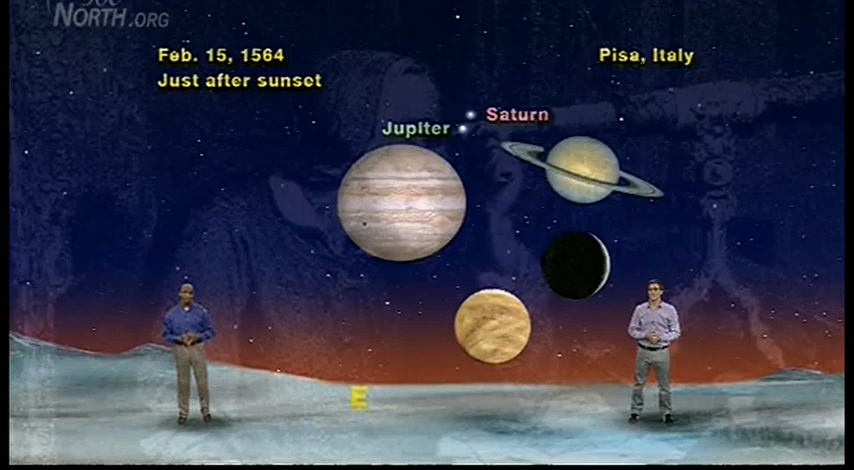 NORTH.ORG
Feb. 15, 1564
Just after sunset
Pisa, Italy
Saturn
Jupiter
E